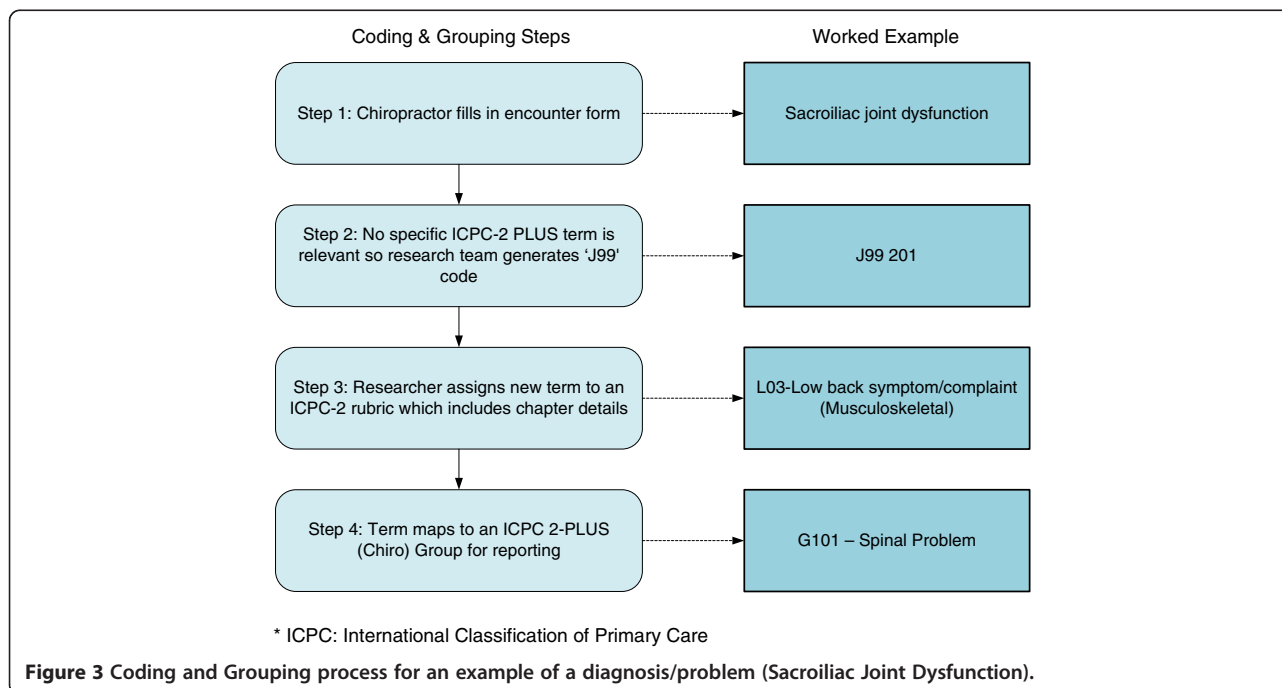 Coding & Grouping Steps
Worked Example
Step 1: Chiropractor fills in encounter form
Sacroiliac joint dysfunction
Step 2: No specific ICPC-2 PLUS term is
relevant so research team generates ‘J99'
code
J99 201
Step 3: Researcher assigns new term to an
ICPC-2 rubric which includes chapter details
L03-Low back symptom/complaint
(Musculoskeletal)
Step 4: Term maps to an ICPC 2-PLUS
(Chiro) Group for reporting
G101 – Spinal Problem
* ICPC: International Classification of Primary Care
Figure 3 Coding and Grouping process for an example of a diagnosis/problem (Sacroiliac Joint Dysfunction).